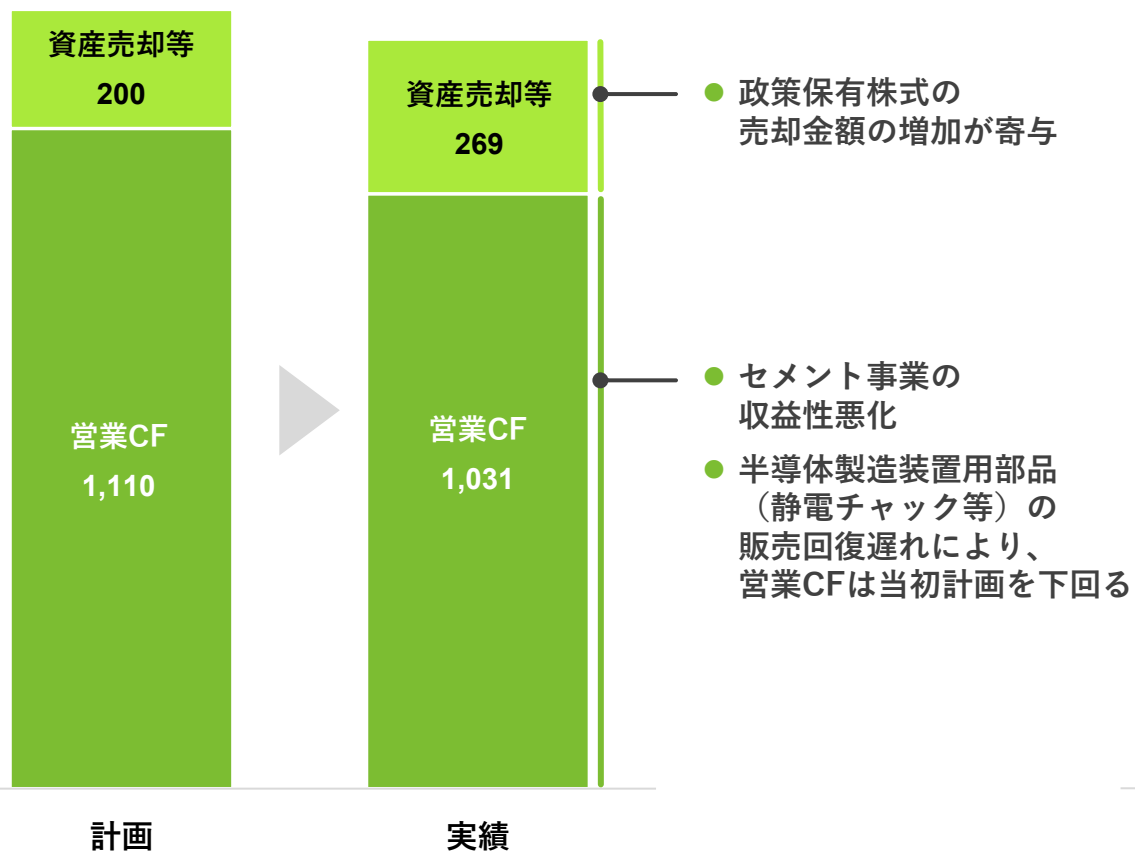 資産売却等
200
営業CF
1,110
計画
資産売却等
269
営業CF
1,031
実績
政策保有株式の
売却金額の増加が寄与
セメント事業の
収益性悪化
半導体製造装置用部品
（静電チャック等）の
販売回復遅れにより、
営業CFは当初計画を下回る